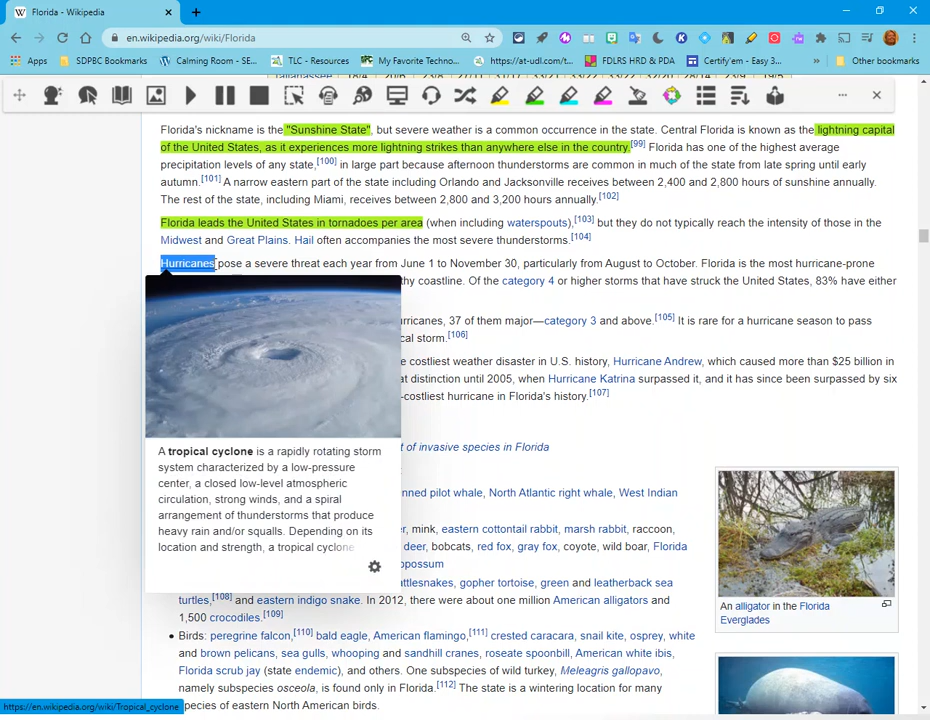 Florida - Wikipedia
en.wikipedia.org/wiki/Florida
Apps SDPBC Bookmarks Calming Room - SE... TLC - Resources My Favorite Techno... https://at-udl.com/t... FDLRS HRD & PDA Certify'em - Easy 3... » Other bookmarks
Florida's nickname is the "Sunshine State", but severe weather is a common occurrence in the state. Central Florida is known as the lightning capital
of the United States, as it experiences more lightning strikes than anywhere else in the country.[99] Florida has one of the highest average
precipitation levels of any state,[100] in large part because afternoon thunderstorms are common in much of the state from late spring until early
autumn.[101] A narrow eastern part of the state including Orlando and Jacksonville receives between 2,400 and 2,800 hours of sunshine annually.
The rest of the state, including Miami, receives between 2,800 and 3,200 hours annually.[102]
Florida leads the United States in tornadoes per area (when including waterspouts),[103] but they do not typically reach the intensity of those in the
Midwest and Great Plains. Hail often accompanies the most severe thunderstorms.[104]
Hurricanes pose a severe threat each year from June 1 to November 30, particularly from August to October. Florida is the most hurricane-prone
thy coastline. Of the category 4 or higher storms that have struck the United States, 83% have either
rricanes, 37 of them major—category 3 and above.[105] It is rare for a hurricane season to pass
cal storm.[106]
e costliest weather disaster in U.S. history, Hurricane Andrew, which caused more than $25 billion in
at distinction until 2005, when Hurricane Katrina surpassed it, and it has since been surpassed by six
-costliest hurricane in Florida's history.[107]
A tropical cyclone is a rapidly rotating storm
system characterized by a low-pressure
center, a closed low-level atmospheric
circulation, strong winds, and a spiral
arrangement of thunderstorms that produce
heavy rain and/or squalls. Depending on its
location and strength, a tropical cyclone
t of invasive species in Florida
nned pilot whale, North Atlantic right whale, West Indian
er, mink, eastern cottontail rabbit, marsh rabbit, raccoon,
deer, bobcats, red fox, gray fox, coyote, wild boar, Florida
opossum
ttlesnakes, gopher tortoise, green and leatherback sea
turtles,[108] and eastern indigo snake. In 2012, there were about one million American alligators and
1,500 crocodiles.[109]
• Birds: peregrine falcon,[110] bald eagle, American flamingo,[111] crested caracara, snail kite, osprey, white
and brown pelicans, sea gulls, whooping and sandhill cranes, roseate spoonbill, American white ibis,
Florida scrub jay (state endemic), and others. One subspecies of wild turkey, Meleagris gallopavo,
namely subspecies osceola, is found only in Florida.[112] The state is a wintering location for many
species of eastern North American birds.
An alligator in the Florida
Everglades
https://en.wikipedia.org/wiki/Tropical_cyclone